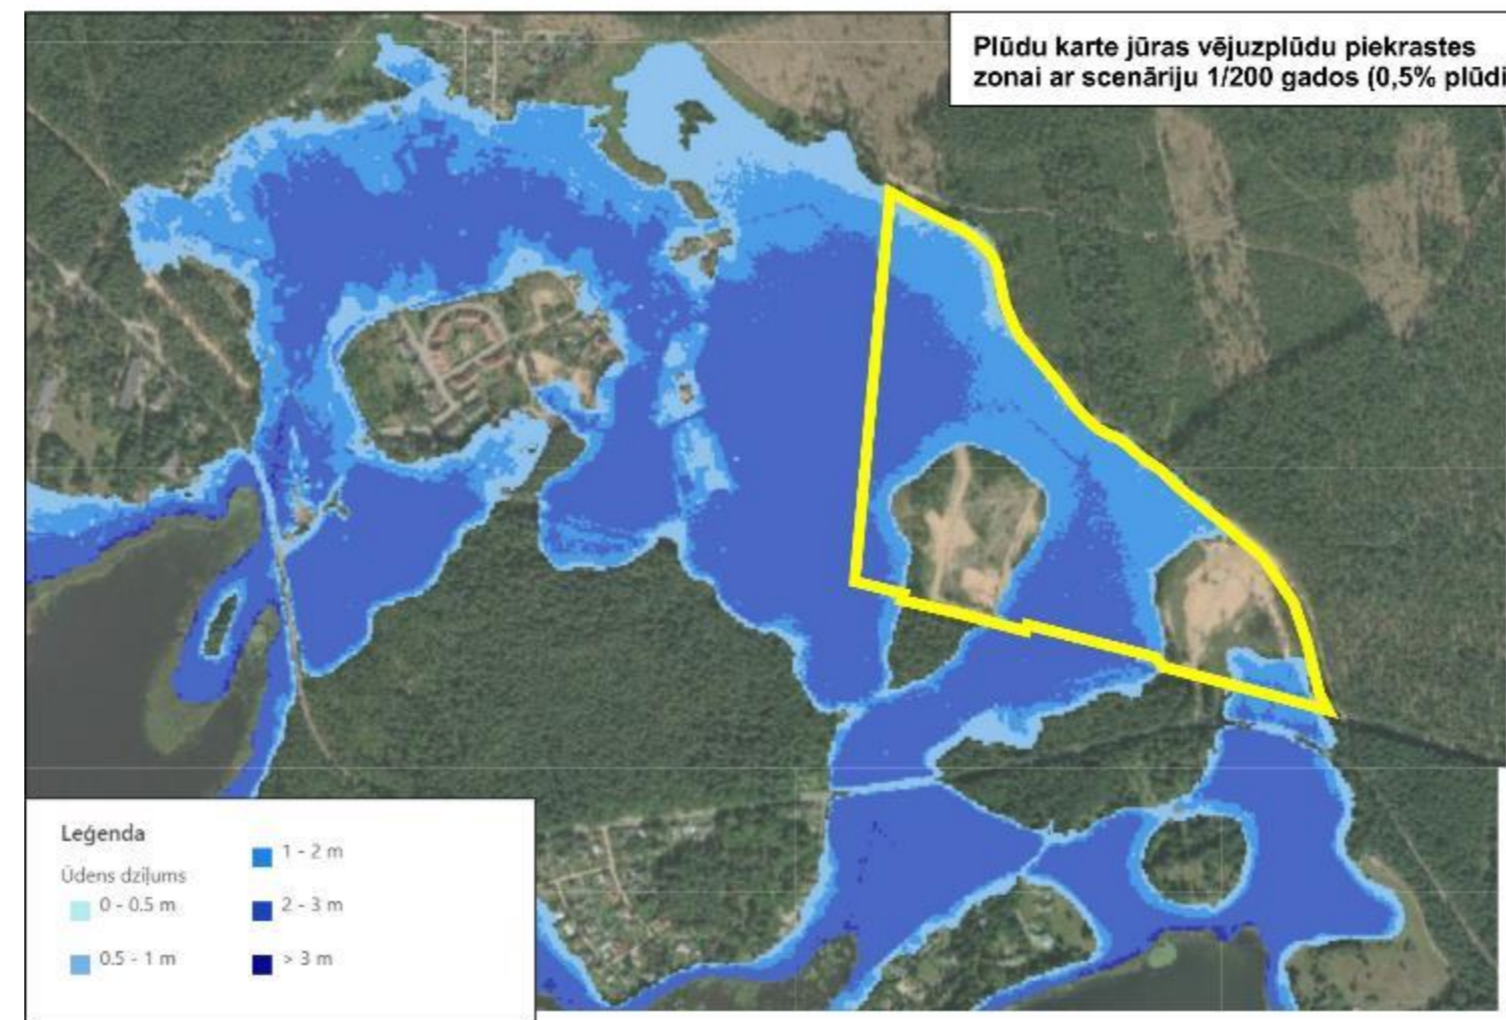 Plūdu karte jūras vējuzplūdu piekrastes
zonai ar scenāriju 1/200 gados (0,5% plūdi
Leģenda
Ūdens dziļums
0 - 0.5 m
0.5 - 1 m
1 - 2 m
2 - 3 m
> 3 m